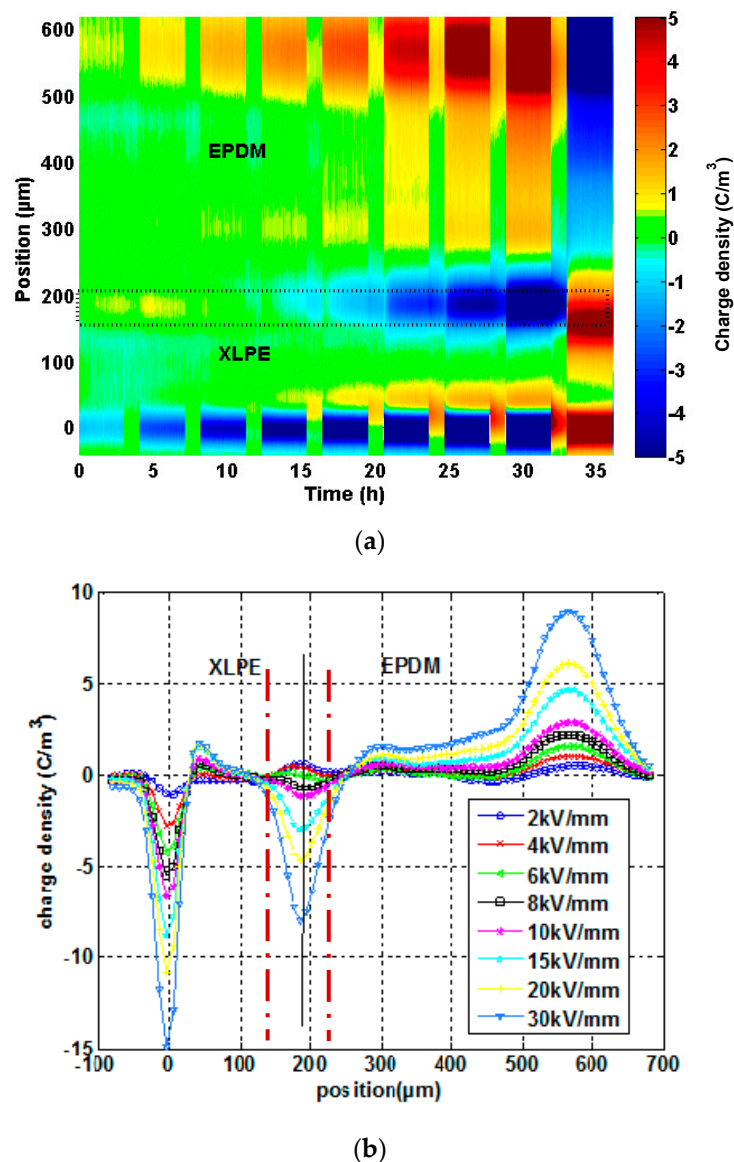 600
500
400
300
200
100
0
Position (µm)
EPDM
XLPE
0 5 10 15 20 25 30 35
Time (h)
5
4
3
2
1
0
-1
-2
-3
-4
-5
Charge density (C/m3)
(a)
10
5
0
-5
-10
-15
charge density (C/m3)
XLPE
EPDM
2kV/mm
4kV/mm
6kV/mm
8kV/mm
10kV/mm
15kV/mm
20kV/mm
30kV/mm
-100 0 100 200 300 400 500 600 700
position(µm)
(b)